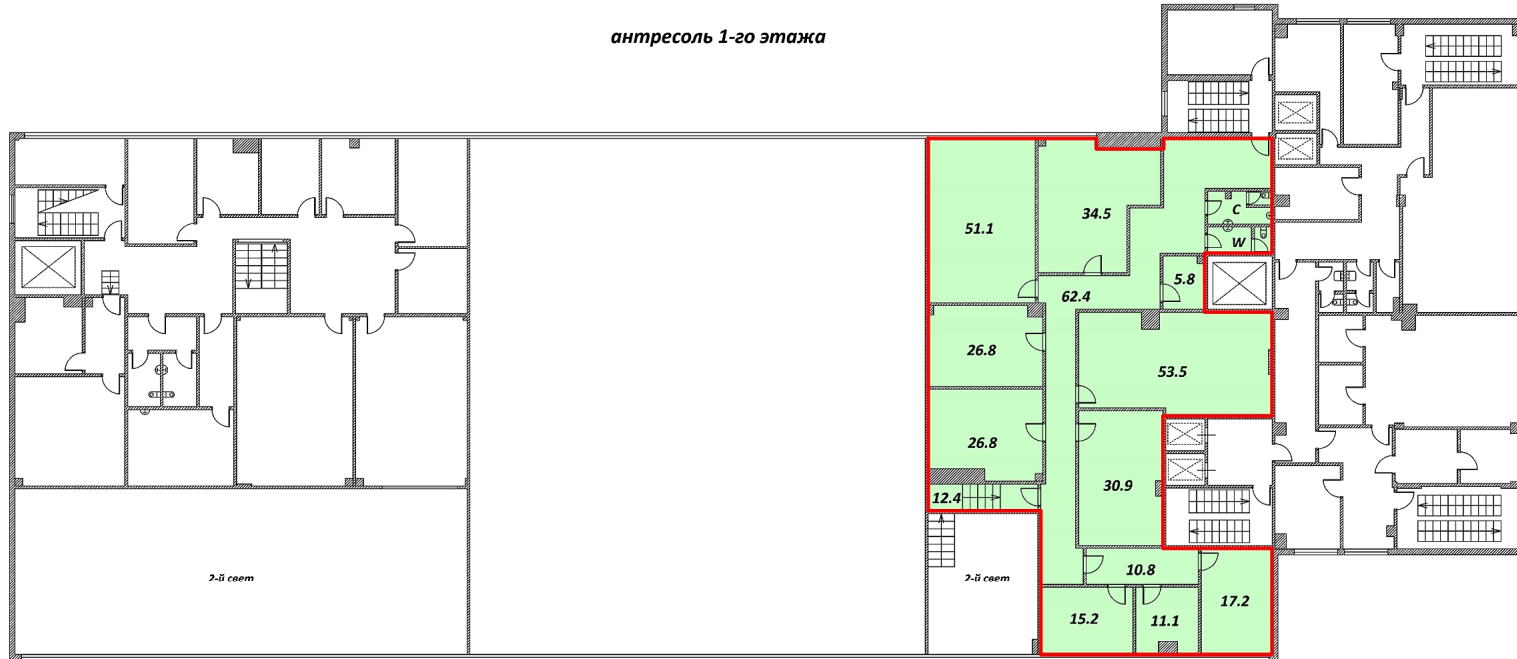 антресоль 1-го этажа
51.1
34.5
C
W
5.8
62.4
26.8
53.5
26.8
30.9
12.4
2-й свет
2-й свет
10.8
15.2
11.1
17.2